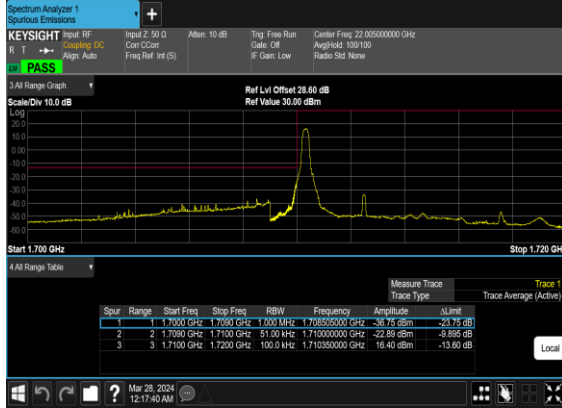 Spectrum Analyzer 1
Spurious Emissions
+
KEYSIGHT Input: RF Input Z: 50 Ω Atten: 10 dB Trig: Free Run Center Freq: 22.005000000 GHz
R T Coupling: DC Corr CCorr Gate: Off Avg|Hold: 100/100
Align: Auto Freq Ref: Int (S) IF Gain: Low Radio Std: None
LXI PASS
3 All Range Graph Ref Lvl Offset 28.60 dB
Scale/Div 10.0 dB Ref Value 30.00 dBm
Log
20.0
10.0
0.00
-10.0
-20.0
-30.0
-40.0
-50.0
-60.0
Start 1.700 GHz Stop 1.720 GH
4 All Range Table
Measure Trace Trace 1
Trace Type Trace Average (Active)
Spur Range Start Freq Stop Freq RBW Frequency Amplitude ΔLimit
1 1 1.7000 GHz 1.7090 GHz 1.000 MHz 1.708505000 GHz -36.75 dBm -23.75 dB
2 2 1.7090 GHz 1.7100 GHz 51.00 kHz 1.710000000 GHz -22.89 dBm -9.895 dB
3 3 1.7100 GHz 1.7200 GHz 100.0 kHz 1.710350000 GHz 16.40 dBm -13.60 dB
Local
? Mar 28, 2024
12:17:40 AM